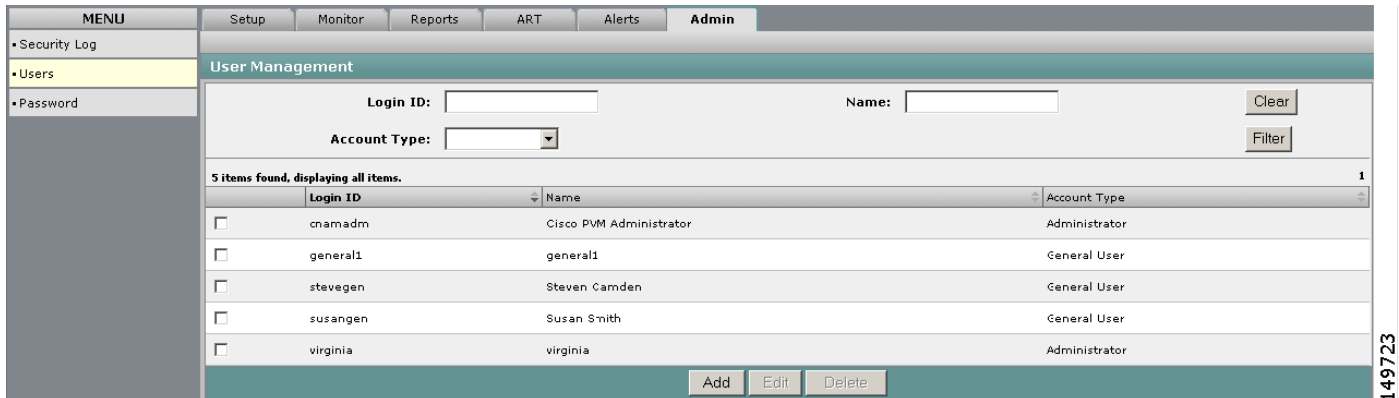 MENU
Setup Monitor Reports ART Alerts Admin
Security Log
Users
Password
User Management
Login ID: Name: Clear
Account Type: Filter
5 items found, displaying all items. 1
Login ID Name Account Type
cnamadm Cisco PVM Administrator Administrator
general1 general1 General User
stevegen Steven Camden General User
susangen Susan Smith General User
virginia virginia Administrator
Add Edit Delete
149723